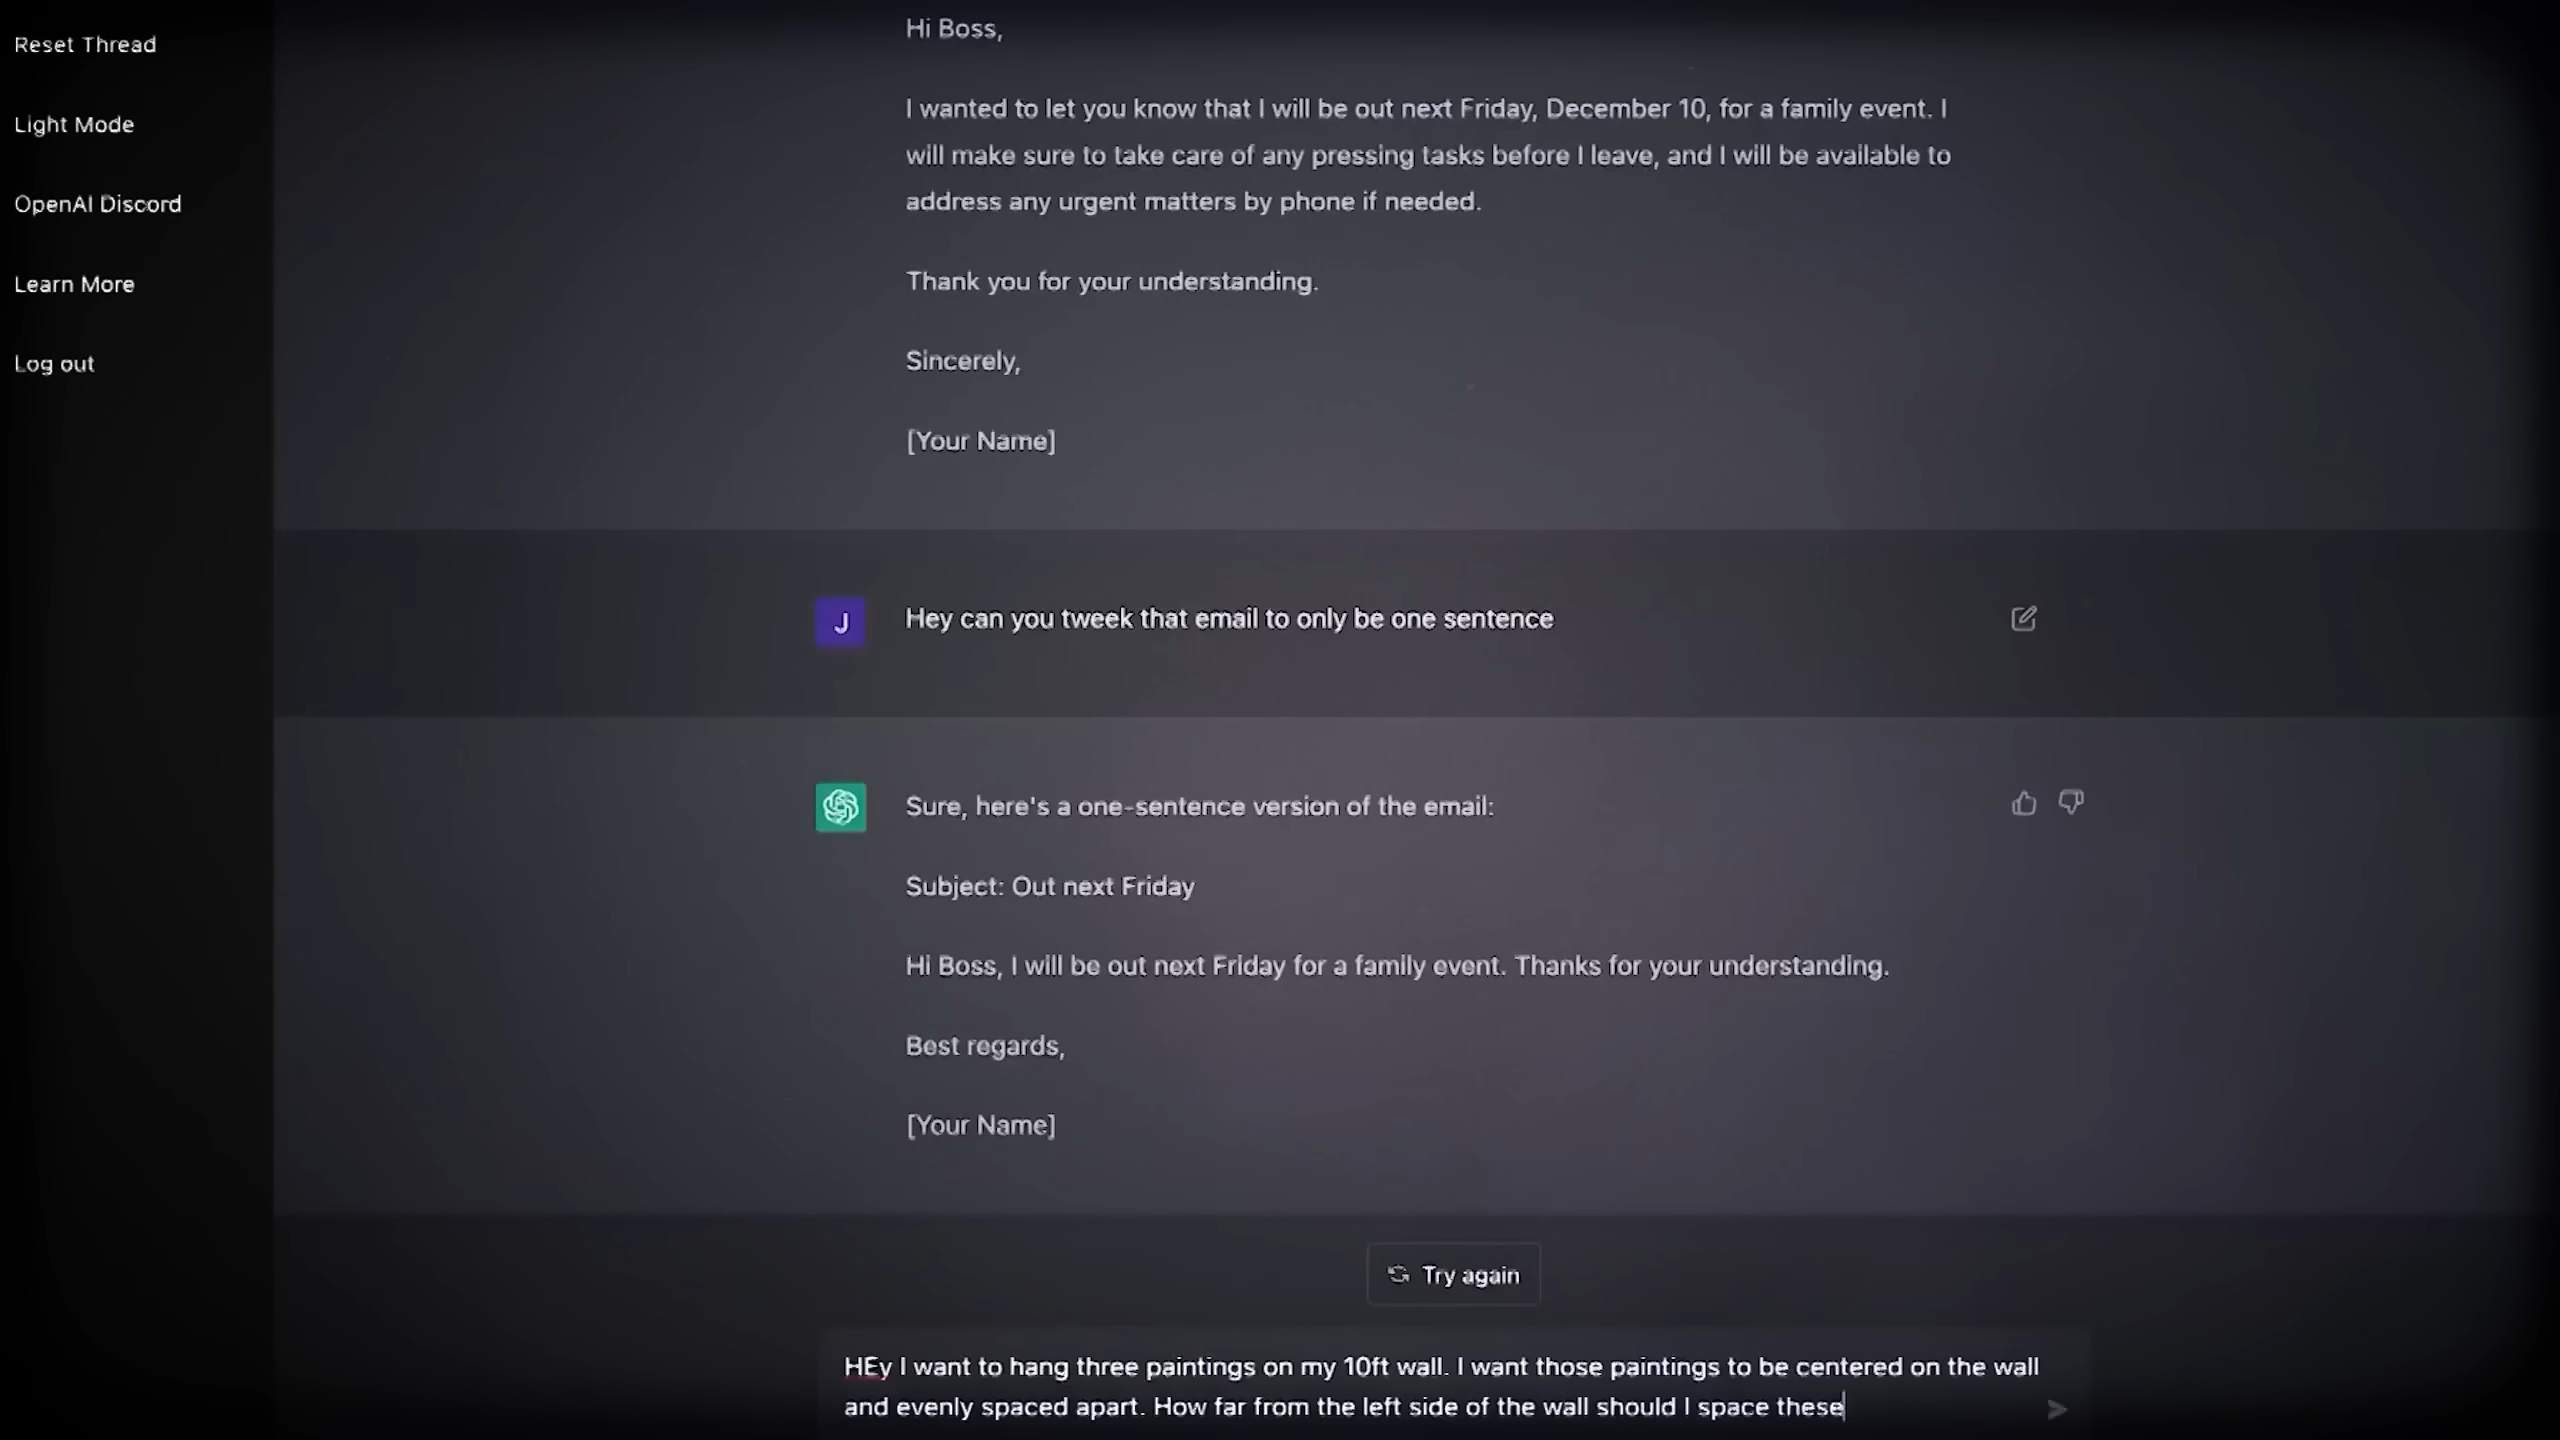 Reset Thread
Light Mode
OpenAI Discord
Learn More
Log out
Hi Boss,
I wanted to let you know that I will be out next Friday, December 10, for a family event. I
will make sure to take care of any pressing tasks before I leave, and I will be available to
address any urgent matters by phone if needed.
Thank you for your understanding.
Sincerely,
[Your Name]
J
Hey can you tweek that email to only be one sentence
Sure, here's a one-sentence version of the email:
Subject: Out next Friday
Hi Boss, I will be out next Friday for a family event. Thanks for your understanding.
Best regards,
[Your Name]
Try again
HEy I want to hang three paintings on my 10ft wall. I want those paintings to be centered on the wall
and evenly spaced apart. How far from the left side of the wall should I space these